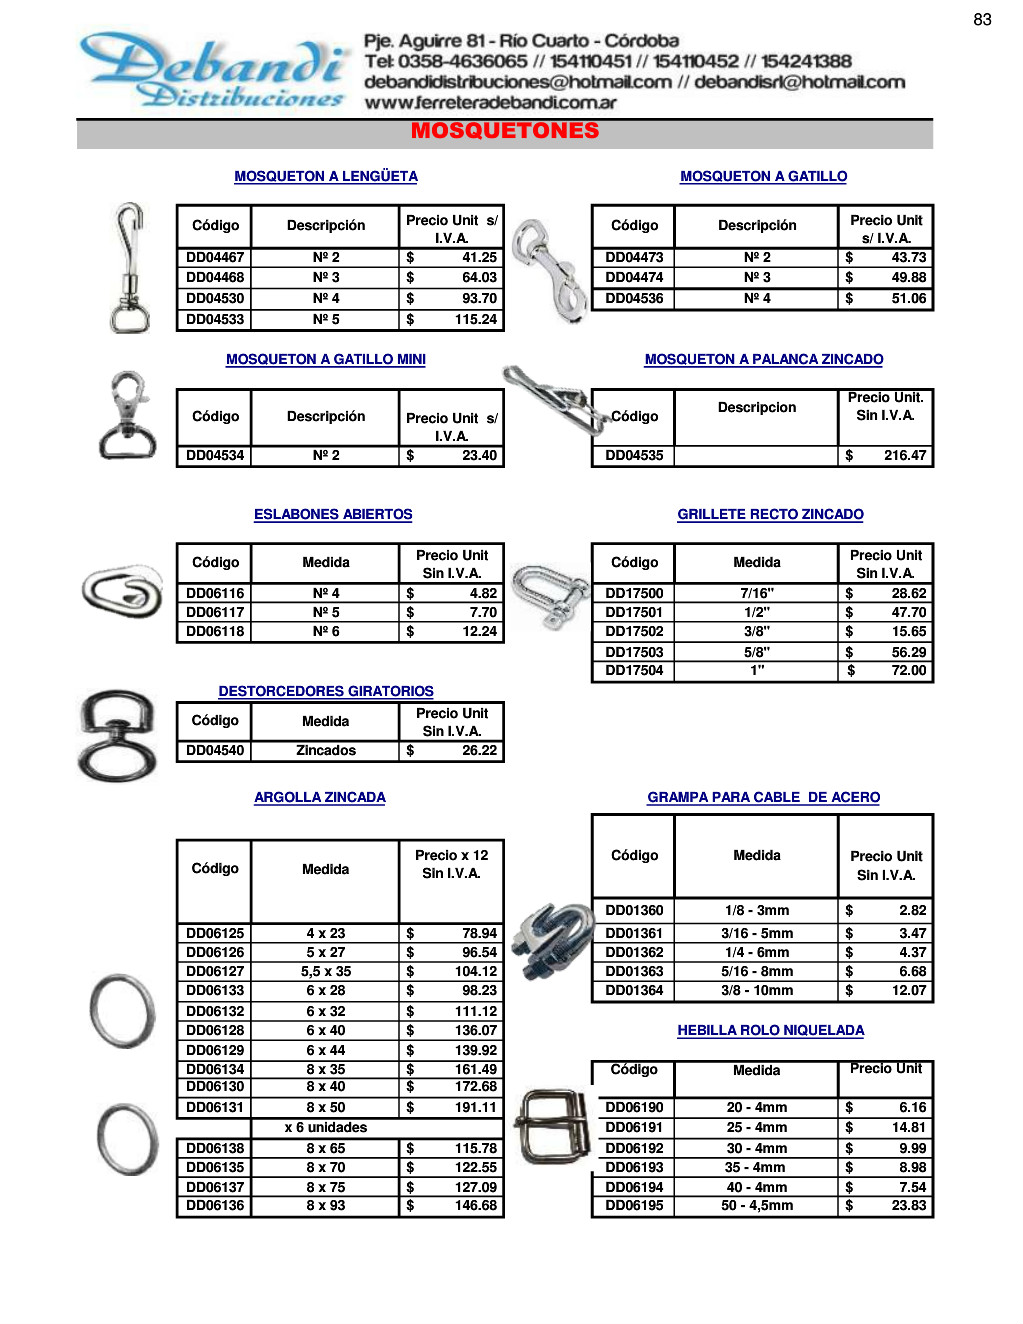 83
Debandi
Distribuciones
Pje. Aguirre 81 - Río Cuarto - Córdoba
Tel: 0358-4636065 // 154110451 // 154110452 // 154241388
debandidistribuciones@hotmail.com // debandisrl@hotmail.com
www.ferreteradebandi.com.ar
MOSQUETONES
MOSQUETON A LENGÜETA
Código Descripción Precio Unit s/ I.V.A.
DD04467 Nº 2 $ 41.25
DD04468 Nº 3 $ 64.03
DD04530 Nº 4 $ 93.70
DD04533 Nº 5 $ 115.24
MOSQUETON A GATILLO
Código Descripción Precio Unit s/ I.V.A.
DD04473 Nº 2 $ 43.73
DD04474 Nº 3 $ 49.88
DD04536 Nº 4 $ 51.06
MOSQUETON A GATILLO MINI
Código Descripción Precio Unit s/ I.V.A.
DD04534 Nº 2 $ 23.40
MOSQUETON A PALANCA ZINCADO
Código Descripcion Precio Unit. Sin I.V.A.
DD04535 $ 216.47
ESLABONES ABIERTOS
Código Medida Precio Unit Sin I.V.A.
DD06116 Nº 4 $ 4.82
DD06117 Nº 5 $ 7.70
DD06118 Nº 6 $ 12.24
GRILLETE RECTO ZINCADO
Código Medida Precio Unit Sin I.V.A.
DD17500 7/16" $ 28.62
DD17501 1/2" $ 47.70
DD17502 3/8" $ 15.65
DD17503 5/8" $ 56.29
DD17504 1" $ 72.00
DESTORCEDORES GIRATORIOS
Código Medida Precio Unit Sin I.V.A.
DD04540 Zincados $ 26.22
ARGOLLA ZINCADA
Código Medida Precio x 12 Sin I.V.A.
DD06125 4 x 23 $ 78.94
DD06126 5 x 27 $ 96.54
DD06127 5,5 x 35 $ 104.12
DD06133 6 x 28 $ 98.23
DD06132 6 x 32 $ 111.12
DD06128 6 x 40 $ 136.07
DD06129 6 x 44 $ 139.92
DD06134 8 x 35 $ 161.49
DD06130 8 x 40 $ 172.68
DD06131 8 x 50 $ 191.11
x 6 unidades
DD06138 8 x 65 $ 115.78
DD06135 8 x 70 $ 122.55
DD06137 8 x 75 $ 127.09
DD06136 8 x 93 $ 146.68
GRAMPA PARA CABLE DE ACERO
Código Medida Precio Unit Sin I.V.A.
DD01360 1/8 - 3mm $ 2.82
DD01361 3/16 - 5mm $ 3.47
DD01362 1/4 - 6mm $ 4.37
DD01363 5/16 - 8mm $ 6.68
DD01364 3/8 - 10mm $ 12.07
HEBILLA ROLO NIQUELADA
Código Medida Precio Unit
DD06190 20 - 4mm $ 6.16
DD06191 25 - 4mm $ 14.81
DD06192 30 - 4mm $ 9.99
DD06193 35 - 4mm $ 8.98
DD06194 40 - 4mm $ 7.54
DD06195 50 - 4,5mm $ 23.83